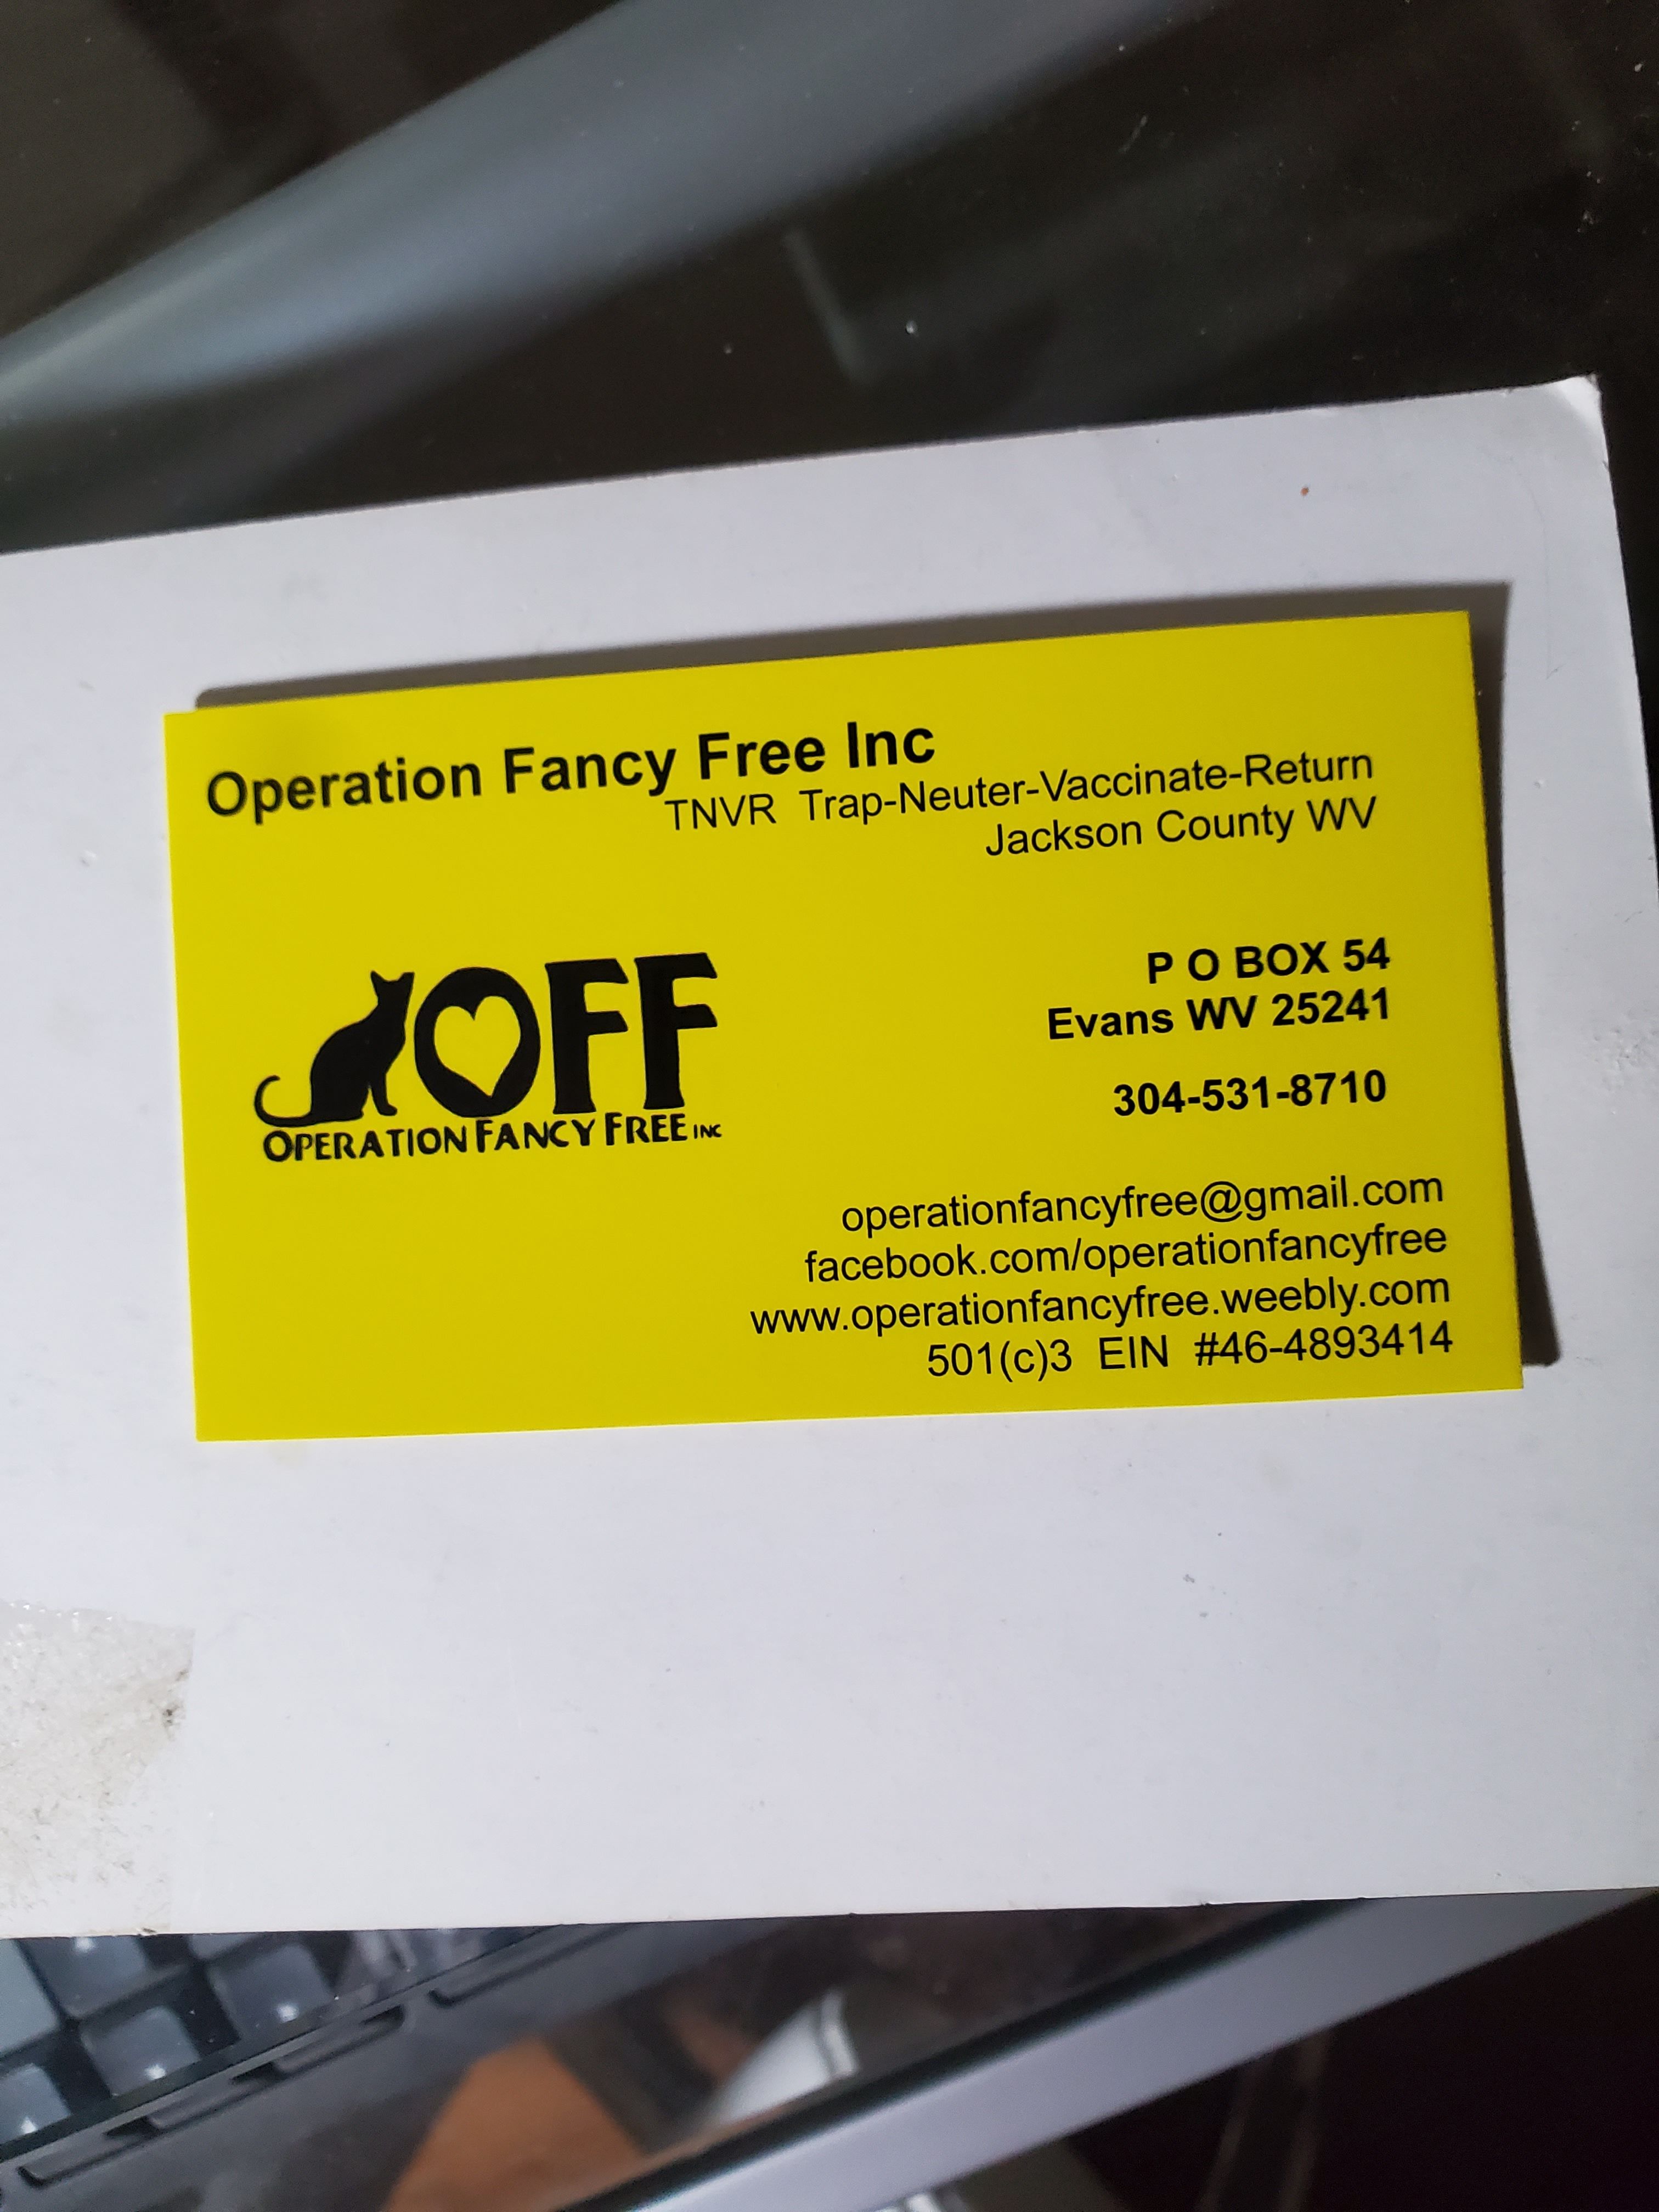 Operation Fancy Free Inc
TNVR Trap-Neuter-Vaccinate-Return
Jackson County WV
OFF
OPERATION FANCY FREE INC
P O BOX 54
Evans WV 25241
304-531-8710
operationfancyfree@gmail.com
facebook.com/operationfancyfree
www.operationfancyfree.weebly.com
501(c)3 EIN #46-4893414